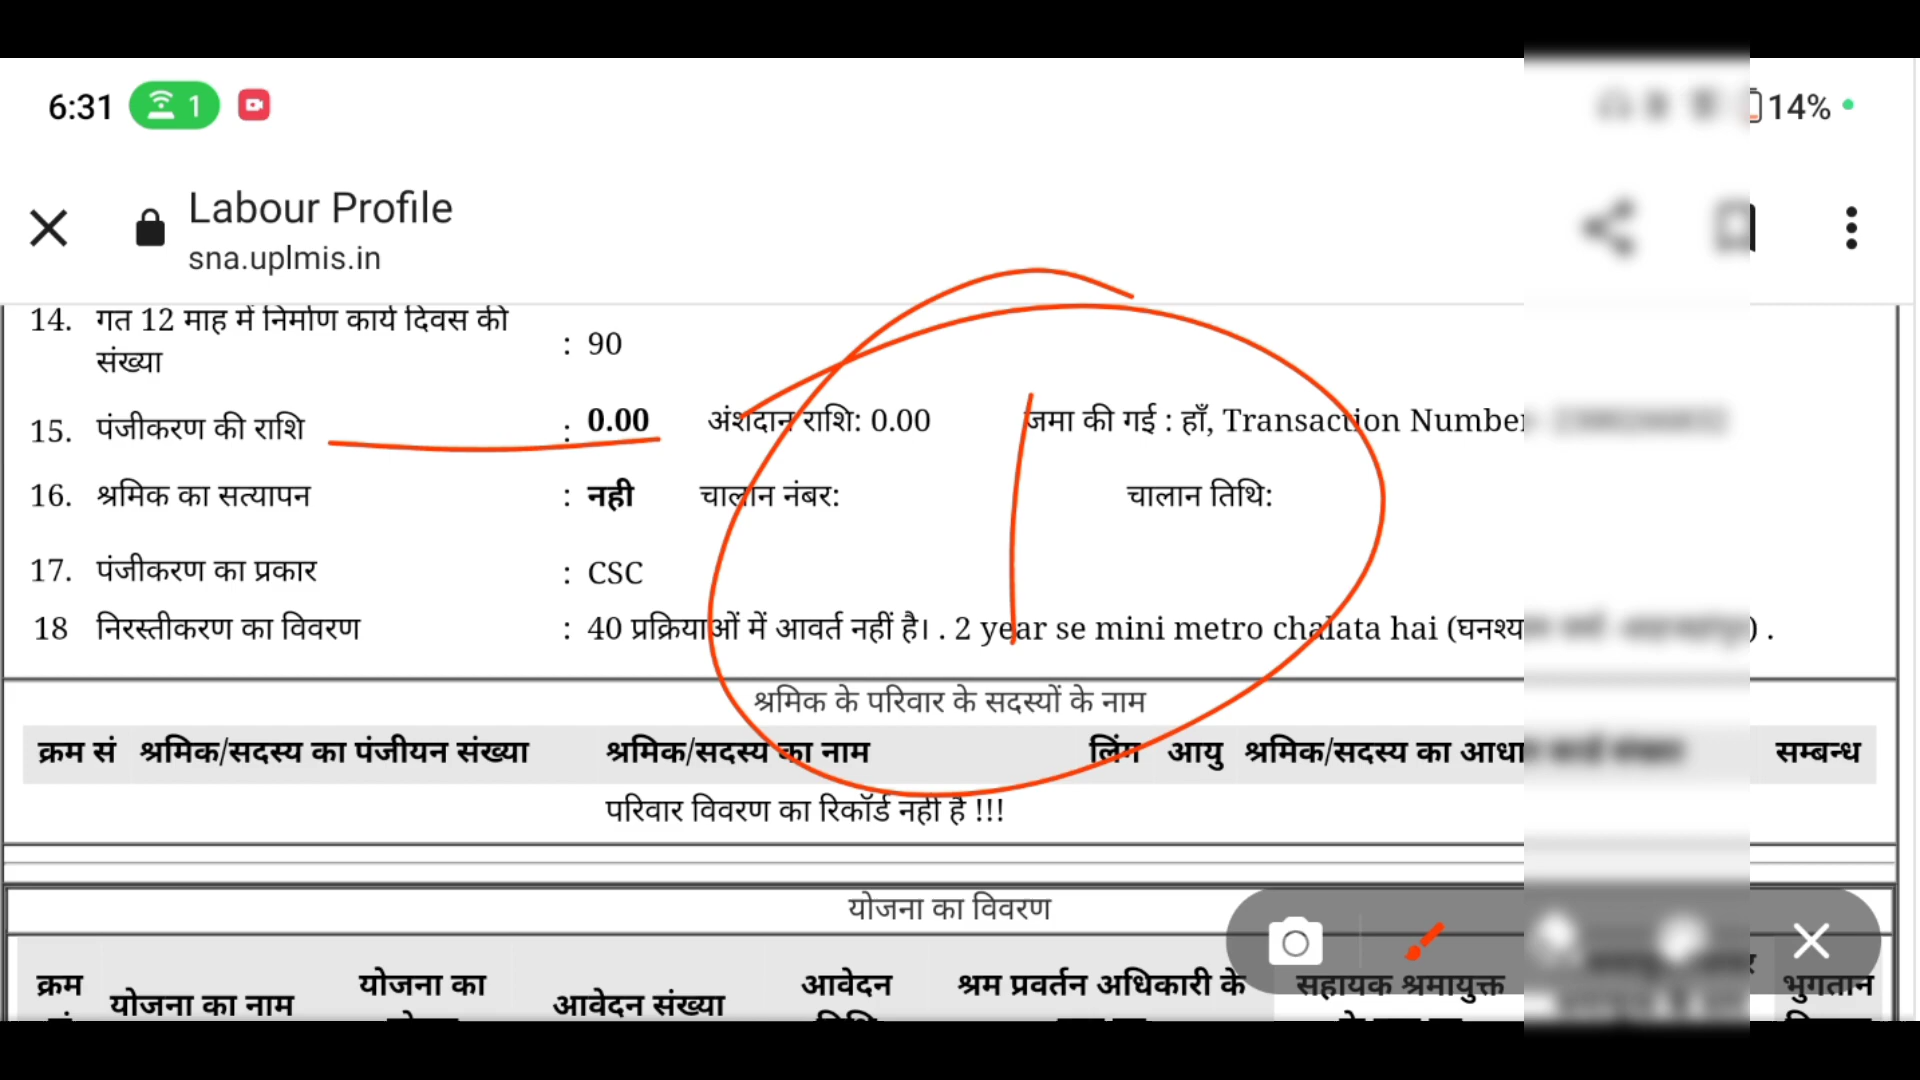 6:31 1 14%
Labour Profile
sna.uplmis.in
14. गत 12 माह में निर्माण कार्य दिवस की संख्या : 90
15. पंजीकरण की राशि : 0.00 अंशदान राशि: 0.00 जमा की गई : हाँ, Transaction Number
16. श्रमिक का सत्यापन : नही चालान नंबर: चालान तिथि:
17. पंजीकरण का प्रकार : CSC
18 निरस्तीकरण का विवरण : 40 प्रक्रियाओं में आवर्त नहीं है। . 2 year se mini metro chalata hai ( ) .
श्रमिक के परिवार के सदस्यों के नाम
क्रम सं श्रमिक/सदस्य का पंजीयन संख्या श्रमिक/सदस्य का नाम लिंग आयु श्रमिक/सदस्य का सम्बन्ध
परिवार विवरण का रिकॉर्ड नही है !!!
योजना का विवरण
क्रम योजना का नाम योजना का आवेदन संख्या आवेदन श्रम प्रवर्तन अधिकारी के सहायक श्रमायुक्त भुगतान